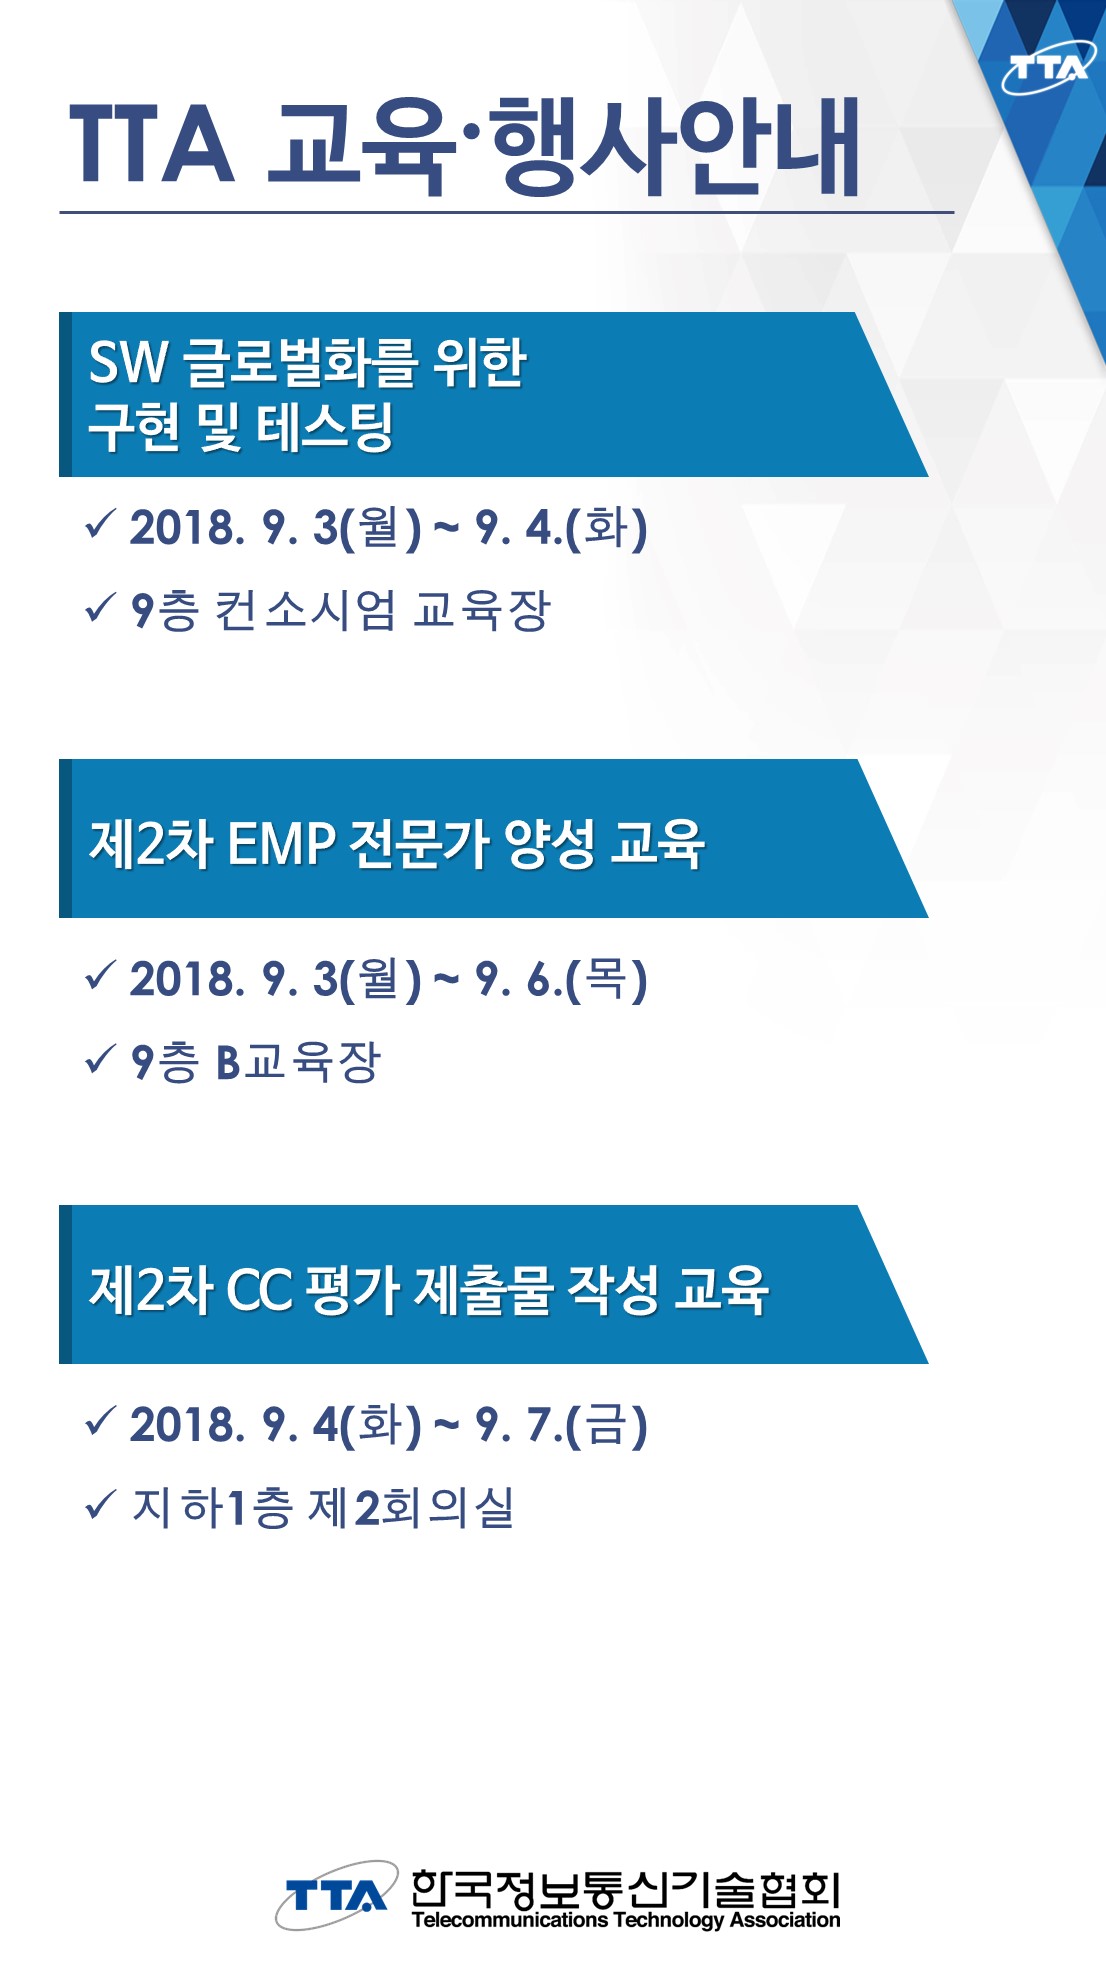 TTA
TTA 교육·행사안내
SW 글로벌화를 위한
구현 및 테스팅
✓ 2018. 9. 3(월) ~ 9. 4.(화)
✓ 9층 컨소시엄 교육장
제2차 EMP 전문가 양성 교육
✓ 2018. 9. 3(월) ~ 9. 6.(목)
✓ 9층 B교육장
제2차 CC 평가 제출물 작성 교육
✓ 2018. 9. 4(화) ~ 9. 7.(금)
✓ 지하1층 제2회의실
TTA 한국정보통신기술협회
Telecommunications Technology Association